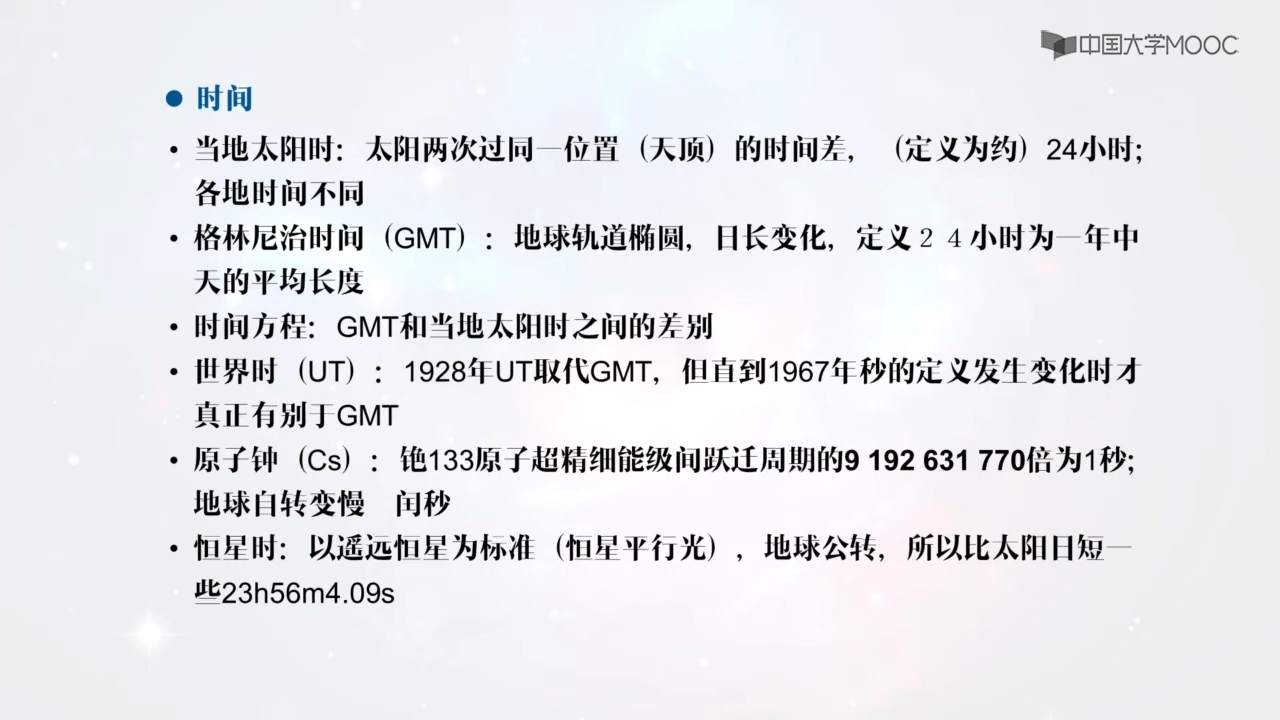 中国大学MOOC
时间
• 当地太阳时：太阳两次过同一位置（天顶）的时间差，（定义为约）24小时；
各地时间不同
• 格林尼治时间（GMT）：地球轨道椭圆，日长变化，定义２４小时为一年中
天的平均长度
• 时间方程：GMT和当地太阳时之间的差别
• 世界时（UT）：1928年UT取代GMT，但直到1967年秒的定义发生变化时才
真正有别于GMT
• 原子钟（Cs）：铯133原子超精细能级间跃迁周期的9 192 631 770倍为1秒；
地球自转变慢　闰秒
• 恒星时：以遥远恒星为标准（恒星平行光），地球公转，所以比太阳日短一
些23h56m4.09s